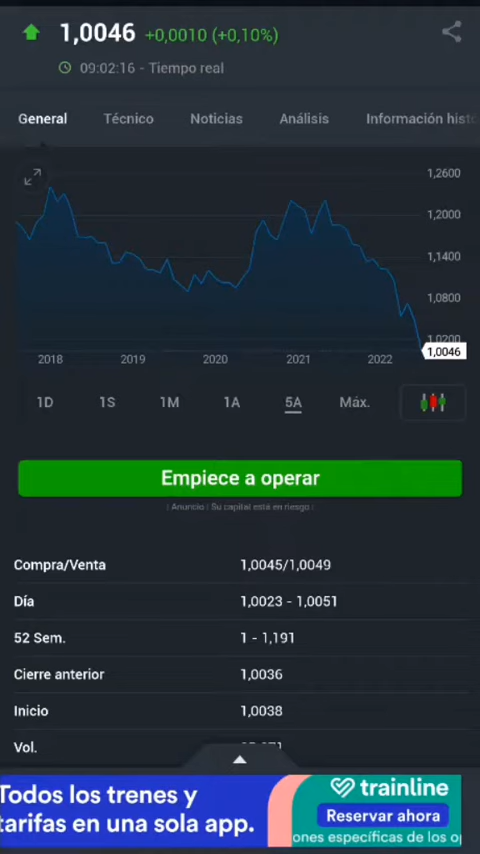 1,0046 +0,0010 (+0,10%)
09:02:16 - Tiempo real
General Técnico Noticias Análisis Información histó
1,2600
1,2000
1,1400
1,0800
1,0200
1,0046
2018 2019 2020 2021 2022
1D 1S 1M 1A 5A Máx.
Empiece a operar
| Anuncio | Su capital está en riesgo |
Compra/Venta 1,0045/1,0049
Día 1,0023 - 1,0051
52 Sem. 1 - 1,191
Cierre anterior 1,0036
Inicio 1,0038
Vol.
Todos los trenes y
tarifas en una sola app.
trainline
Reservar ahora
ones específicas de los op